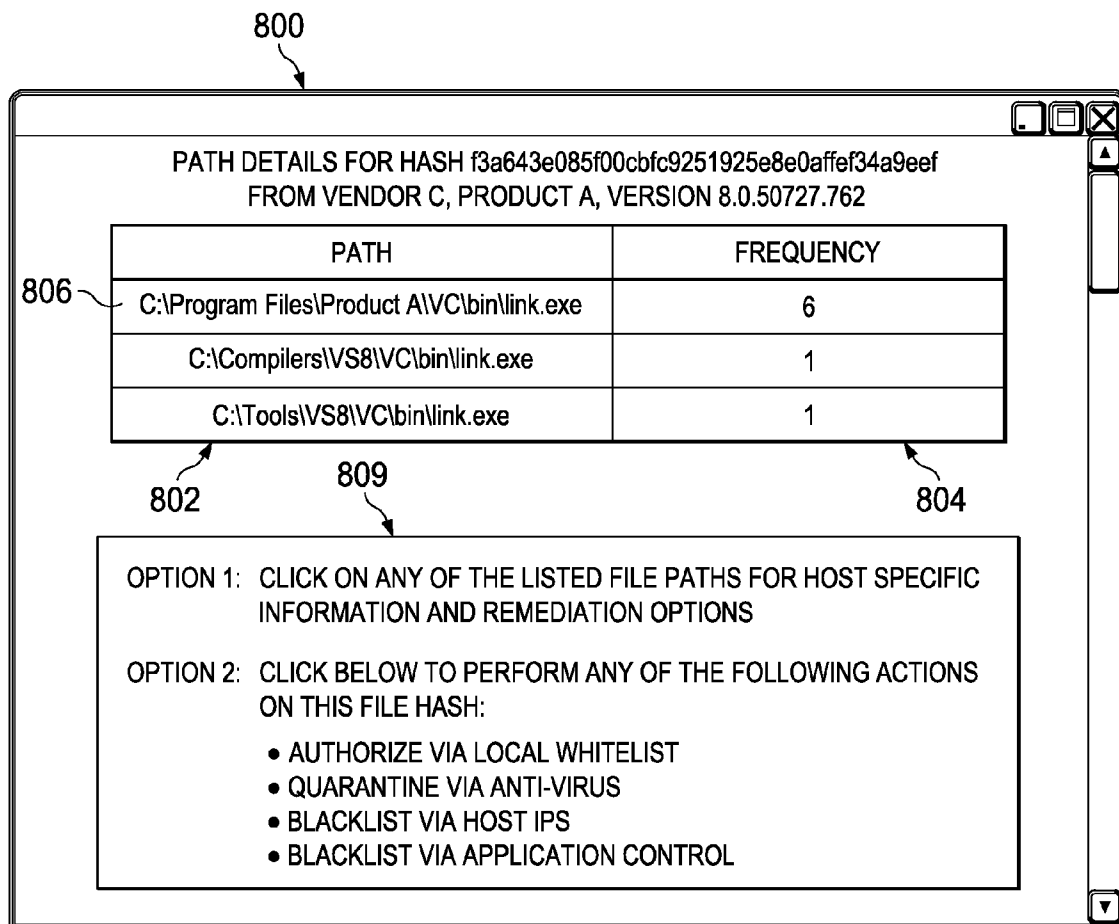 800
PATH DETAILS FOR HASH f3a643e085f00cbfc9251925e8e0affef34a9eef
FROM VENDOR C, PRODUCT A, VERSION 8.0.50727.762
PATH FREQUENCY
806 C:\Program Files\Product A\VC\bin\link.exe 6
C:\Compilers\VS8\VC\bin\link.exe 1
C:\Tools\VS8\VC\bin\link.exe 1
802 809 804
OPTION 1: CLICK ON ANY OF THE LISTED FILE PATHS FOR HOST SPECIFIC
INFORMATION AND REMEDIATION OPTIONS
OPTION 2: CLICK BELOW TO PERFORM ANY OF THE FOLLOWING ACTIONS
ON THIS FILE HASH:
• AUTHORIZE VIA LOCAL WHITELIST
• QUARANTINE VIA ANTI-VIRUS
• BLACKLIST VIA HOST IPS
• BLACKLIST VIA APPLICATION CONTROL